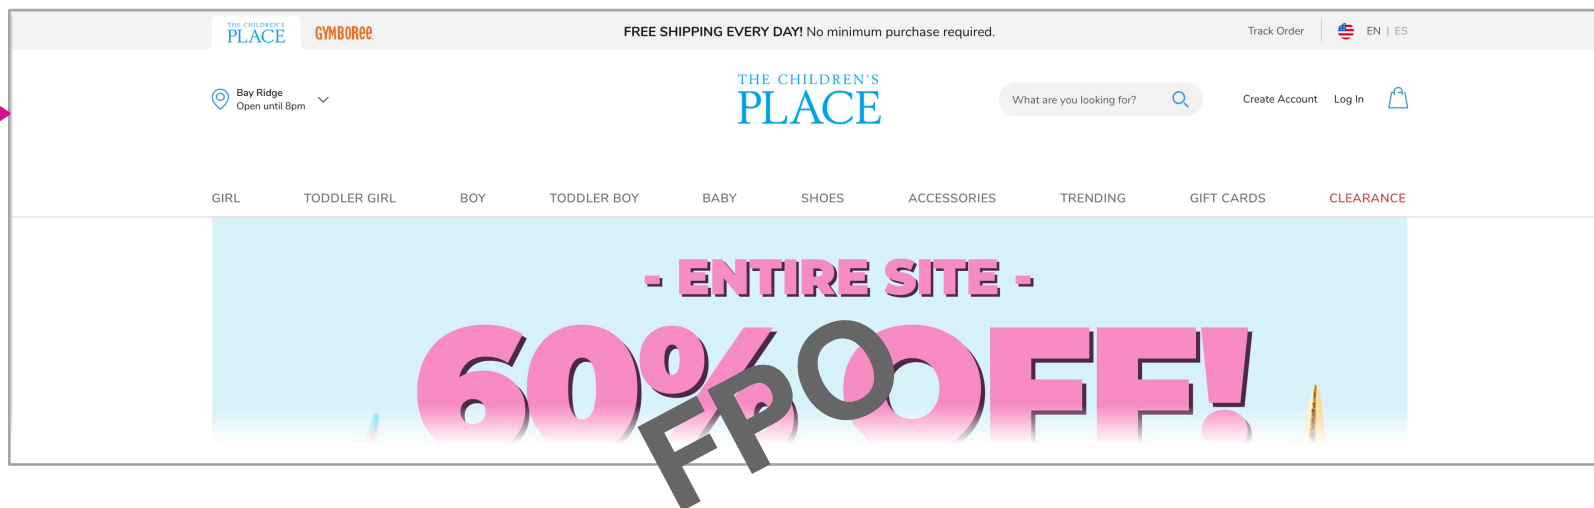 THE CHILDREN'S
PLACE
GYMBOREE
FREE SHIPPING EVERY DAY! No minimum purchase required.
Track Order
EN | ES
Bay Ridge
Open until 8pm
THE CHILDREN'S
PLACE
What are you looking for?
Create Account
Log In
GIRL
TODDLER GIRL
BOY
TODDLER BOY
BABY
SHOES
ACCESSORIES
TRENDING
GIFT CARDS
CLEARANCE
- ENTIRE SITE -
60% OFF!
FPO